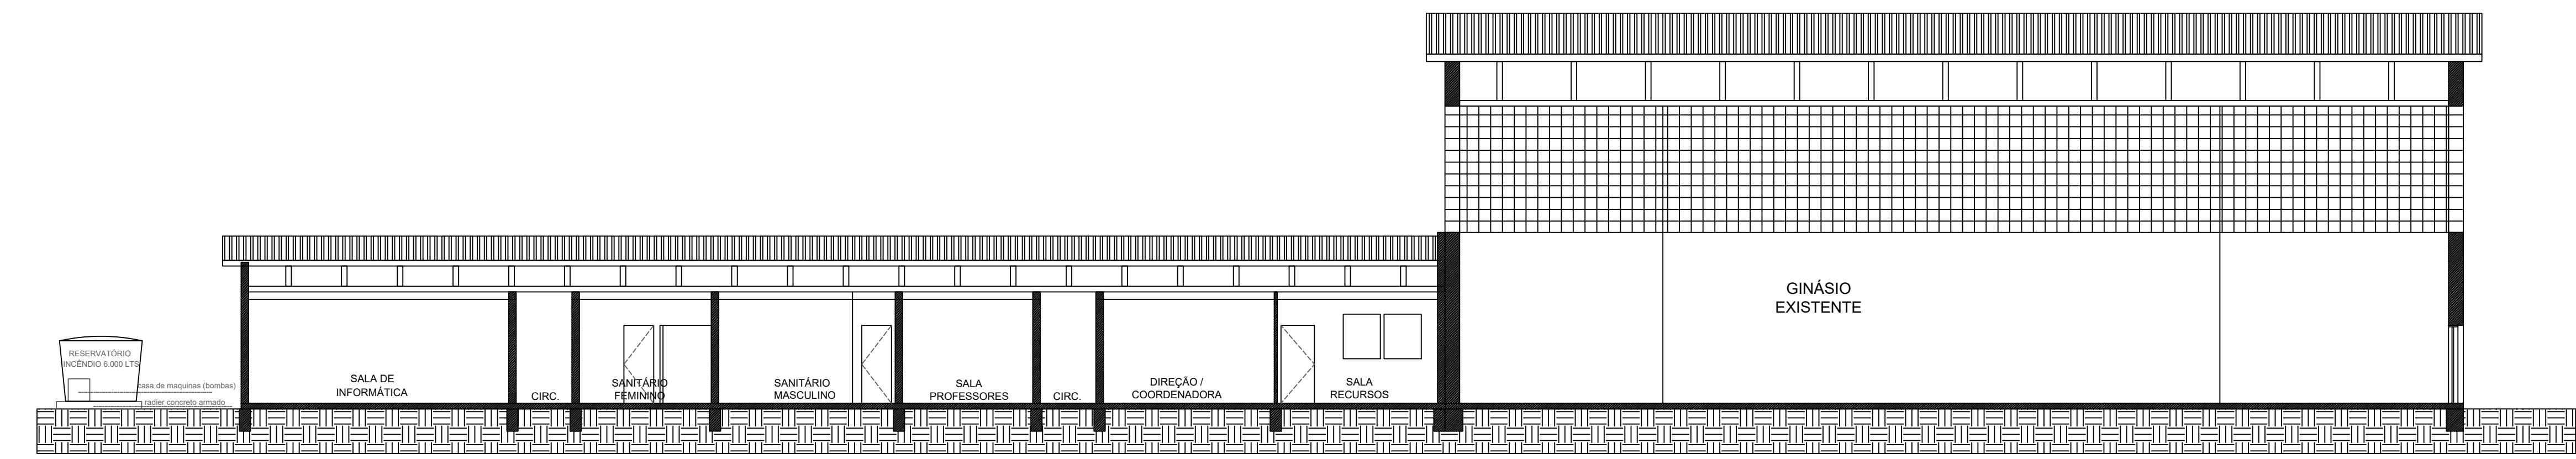 RESERVATÓRIO
INCÊNDIO 6.000 LTS
casa de maquinas (bombas)
radier concreto armado
SALA DE
INFORMÁTICA
CIRC.
SANITÁRIO
FEMININO
SANITÁRIO
MASCULINO
SALA
PROFESSORES
CIRC.
DIREÇÃO /
COORDENADORA
SALA
RECURSOS
GINÁSIO
EXISTENTE